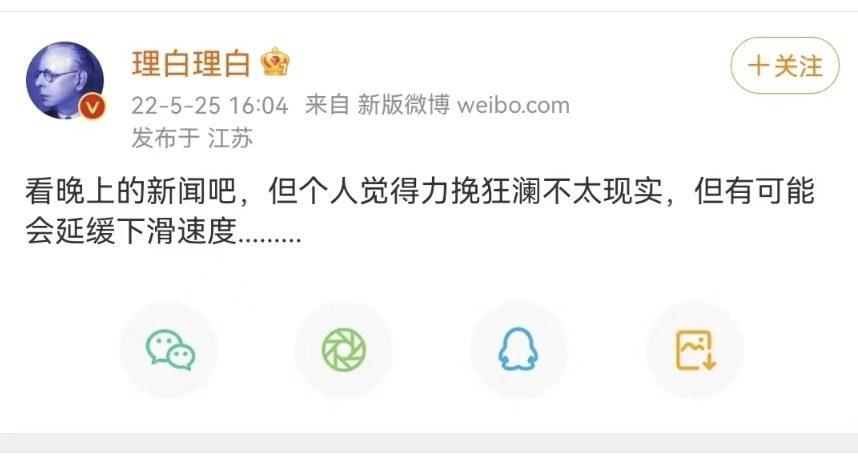 理白理白
十关注
22-5-25 16:04 来自 新版微博 weibo.com
发布于 江苏
看晚上的新闻吧，但个人觉得力挽狂澜不太现实，但有可能
会延缓下滑速度.........